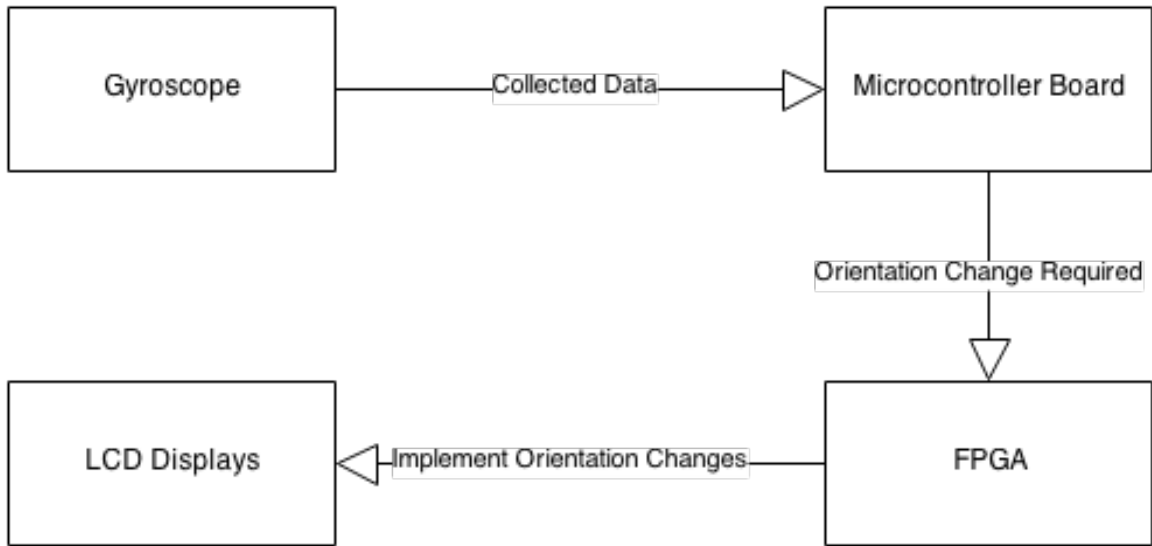 Gyroscope
Collected Data
Microcontroller Board
Orientation Change Required
LCD Displays
Implement Orientation Changes
FPGA